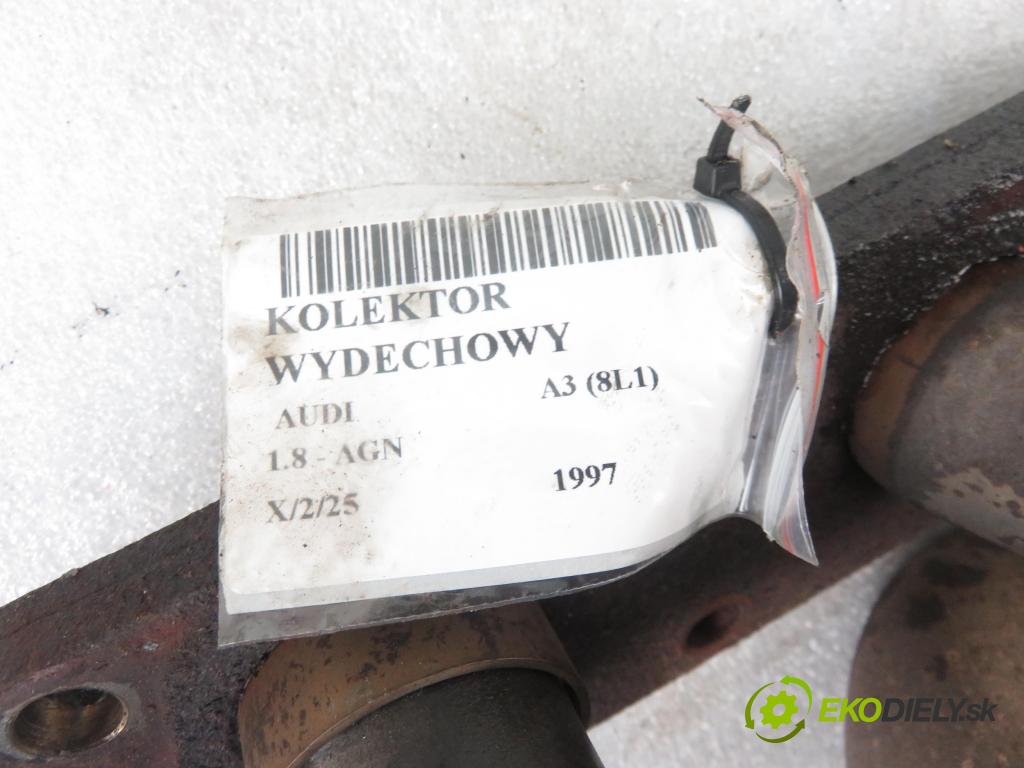 KOLEKTOR
WYDECHOWY
AUDI A3 (8L1)
1.8 - AGN
X/2/25 1997
EKODIELY.sk